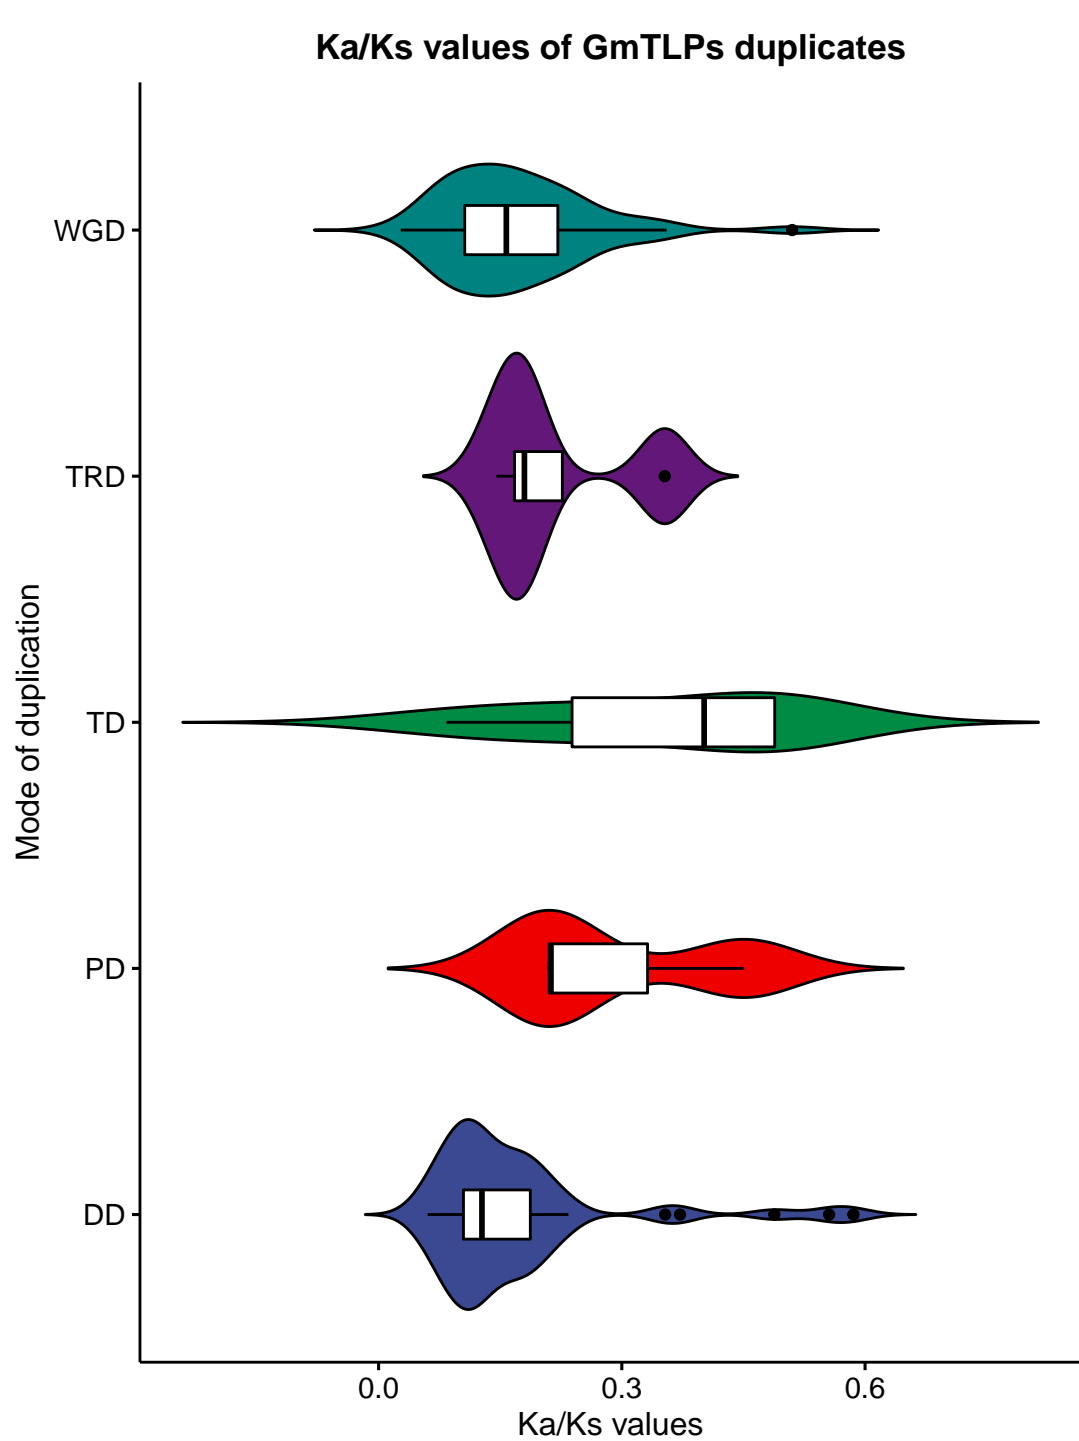 Ka/Ks values of GmTLPs duplicates
WGD
TRD
TD
PD
DD
Mode of duplication
0.0 0.3 0.6
Ka/Ks values